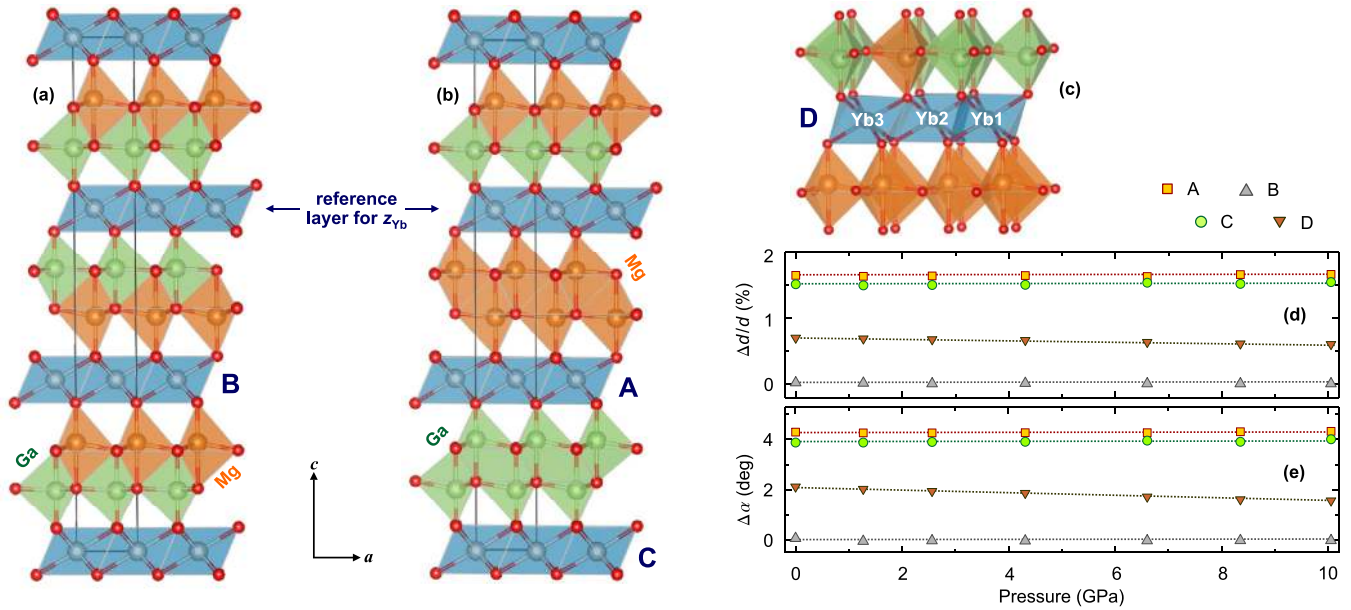 (a)
(b)
(c)
D
Yb3 Yb2 Yb1
reference
layer for zYb
Mg
B
A
Ga
Mg
Ga
c
a
C
A B
C D
2
1
0
Δd/d (%)
(d)
4
2
0
Δα (deg)
(e)
0 2 4 6 8 10
Pressure (GPa)